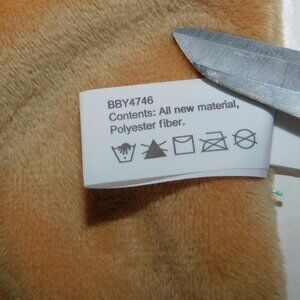 BBY4746
Contents: All new material,
Polyester fiber.